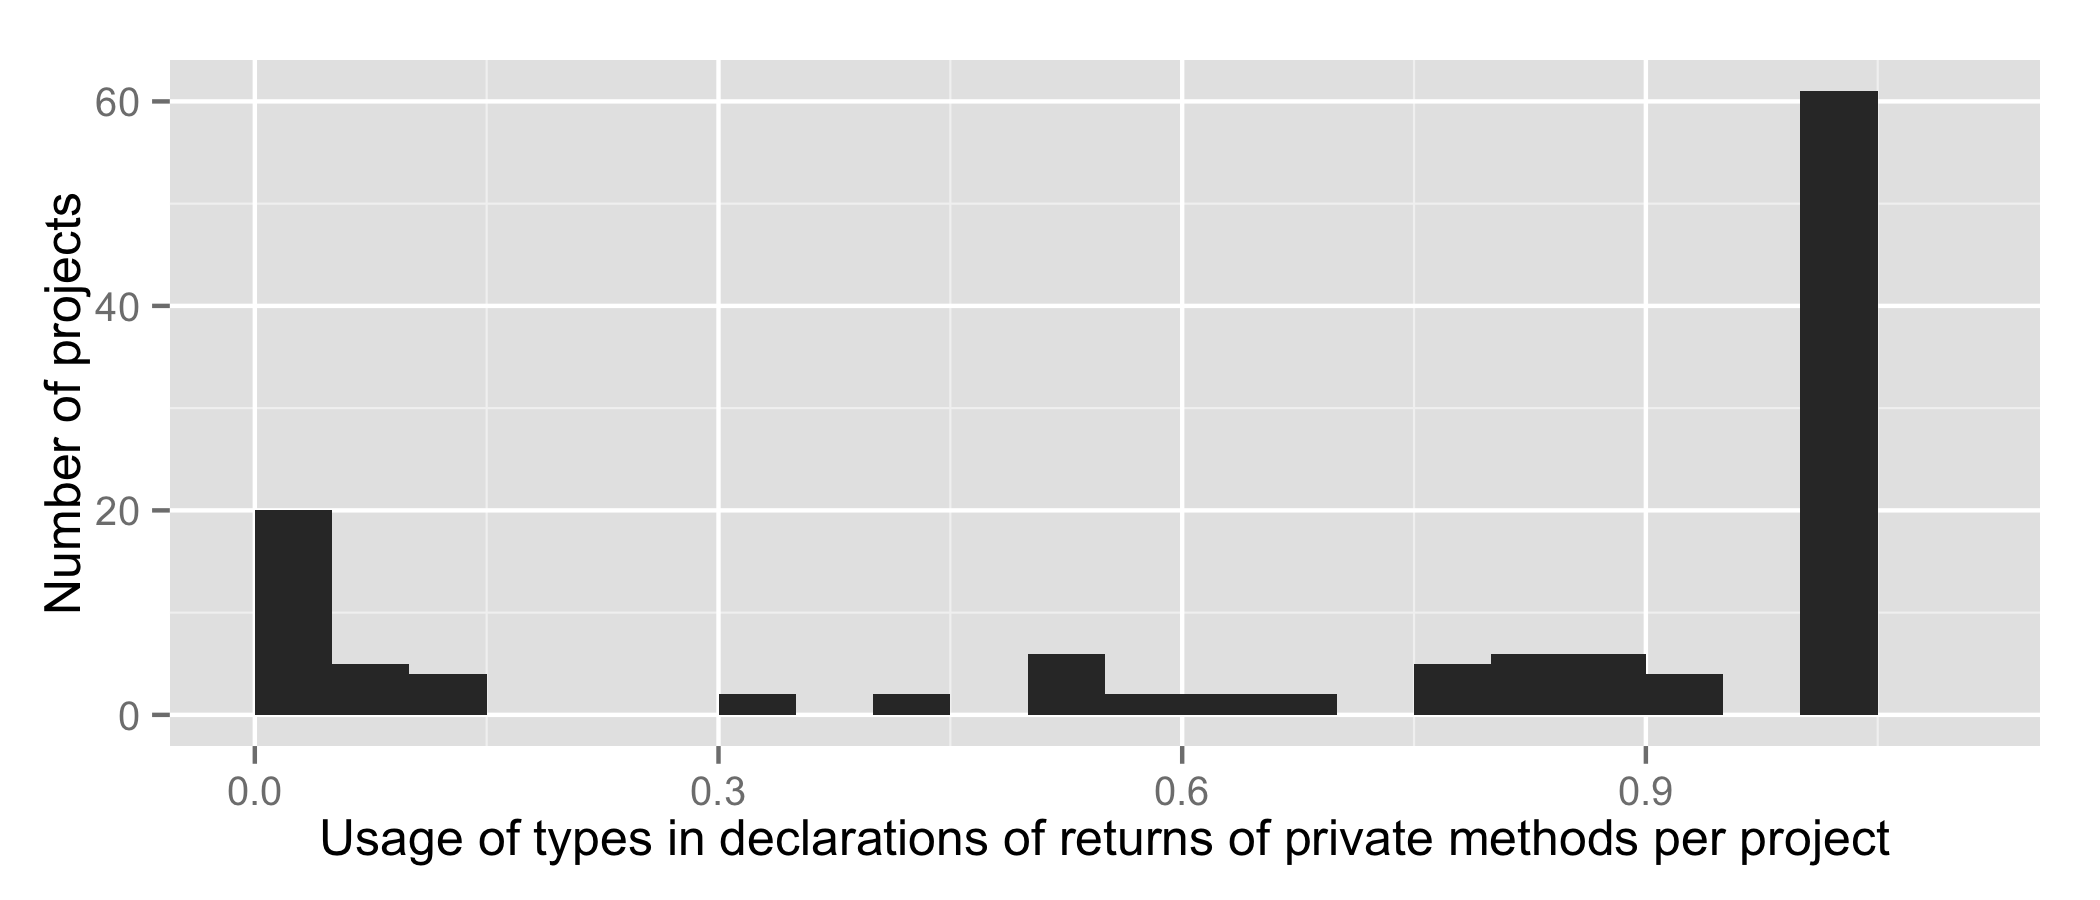 Number of projects
60
40
20
0
0.0 0.3 0.6 0.9
Usage of types in declarations of returns of private methods per project